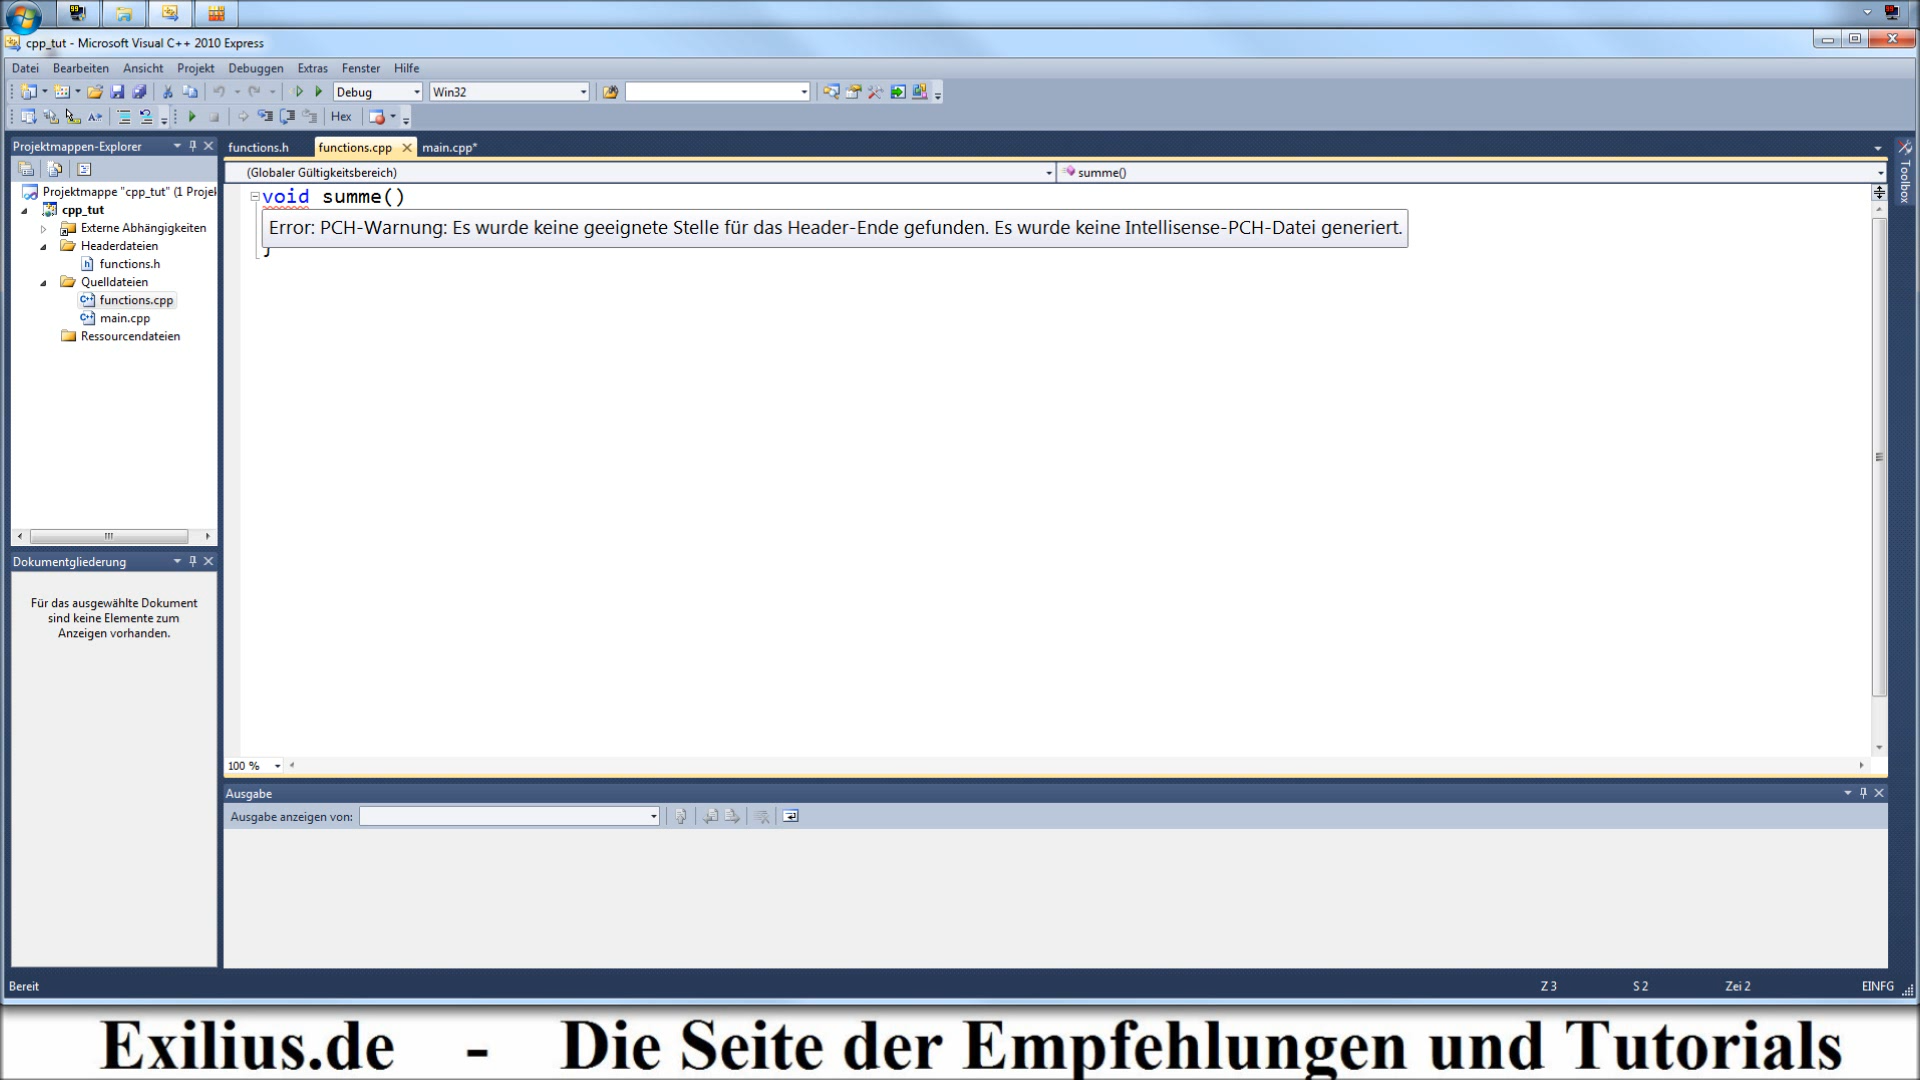 cpp_tut - Microsoft Visual C++ 2010 Express
Datei Bearbeiten Ansicht Projekt Debuggen Extras Fenster Hilfe
Debug Win32
Hex
Projektmappen-Explorer
functions.h functions.cpp main.cpp*
(Globaler Gültigkeitsbereich) summe()
Toolbox
Projektmappe "cpp_tut" (1 Projek
cpp_tut
Externe Abhängigkeiten
Headerdateien
functions.h
Quelldateien
functions.cpp
main.cpp
Ressourcendateien
void summe()
Error: PCH-Warnung: Es wurde keine geeignete Stelle für das Header-Ende gefunden. Es wurde keine Intellisense-PCH-Datei generiert.
}
Dokumentgliederung
Für das ausgewählte Dokument
sind keine Elemente zum
Anzeigen vorhanden.
100 %
Ausgabe
Ausgabe anzeigen von:
Bereit Z 3 S 2 Zei 2 EINFG
Exilius.de - Die Seite der Empfehlungen und Tutorials